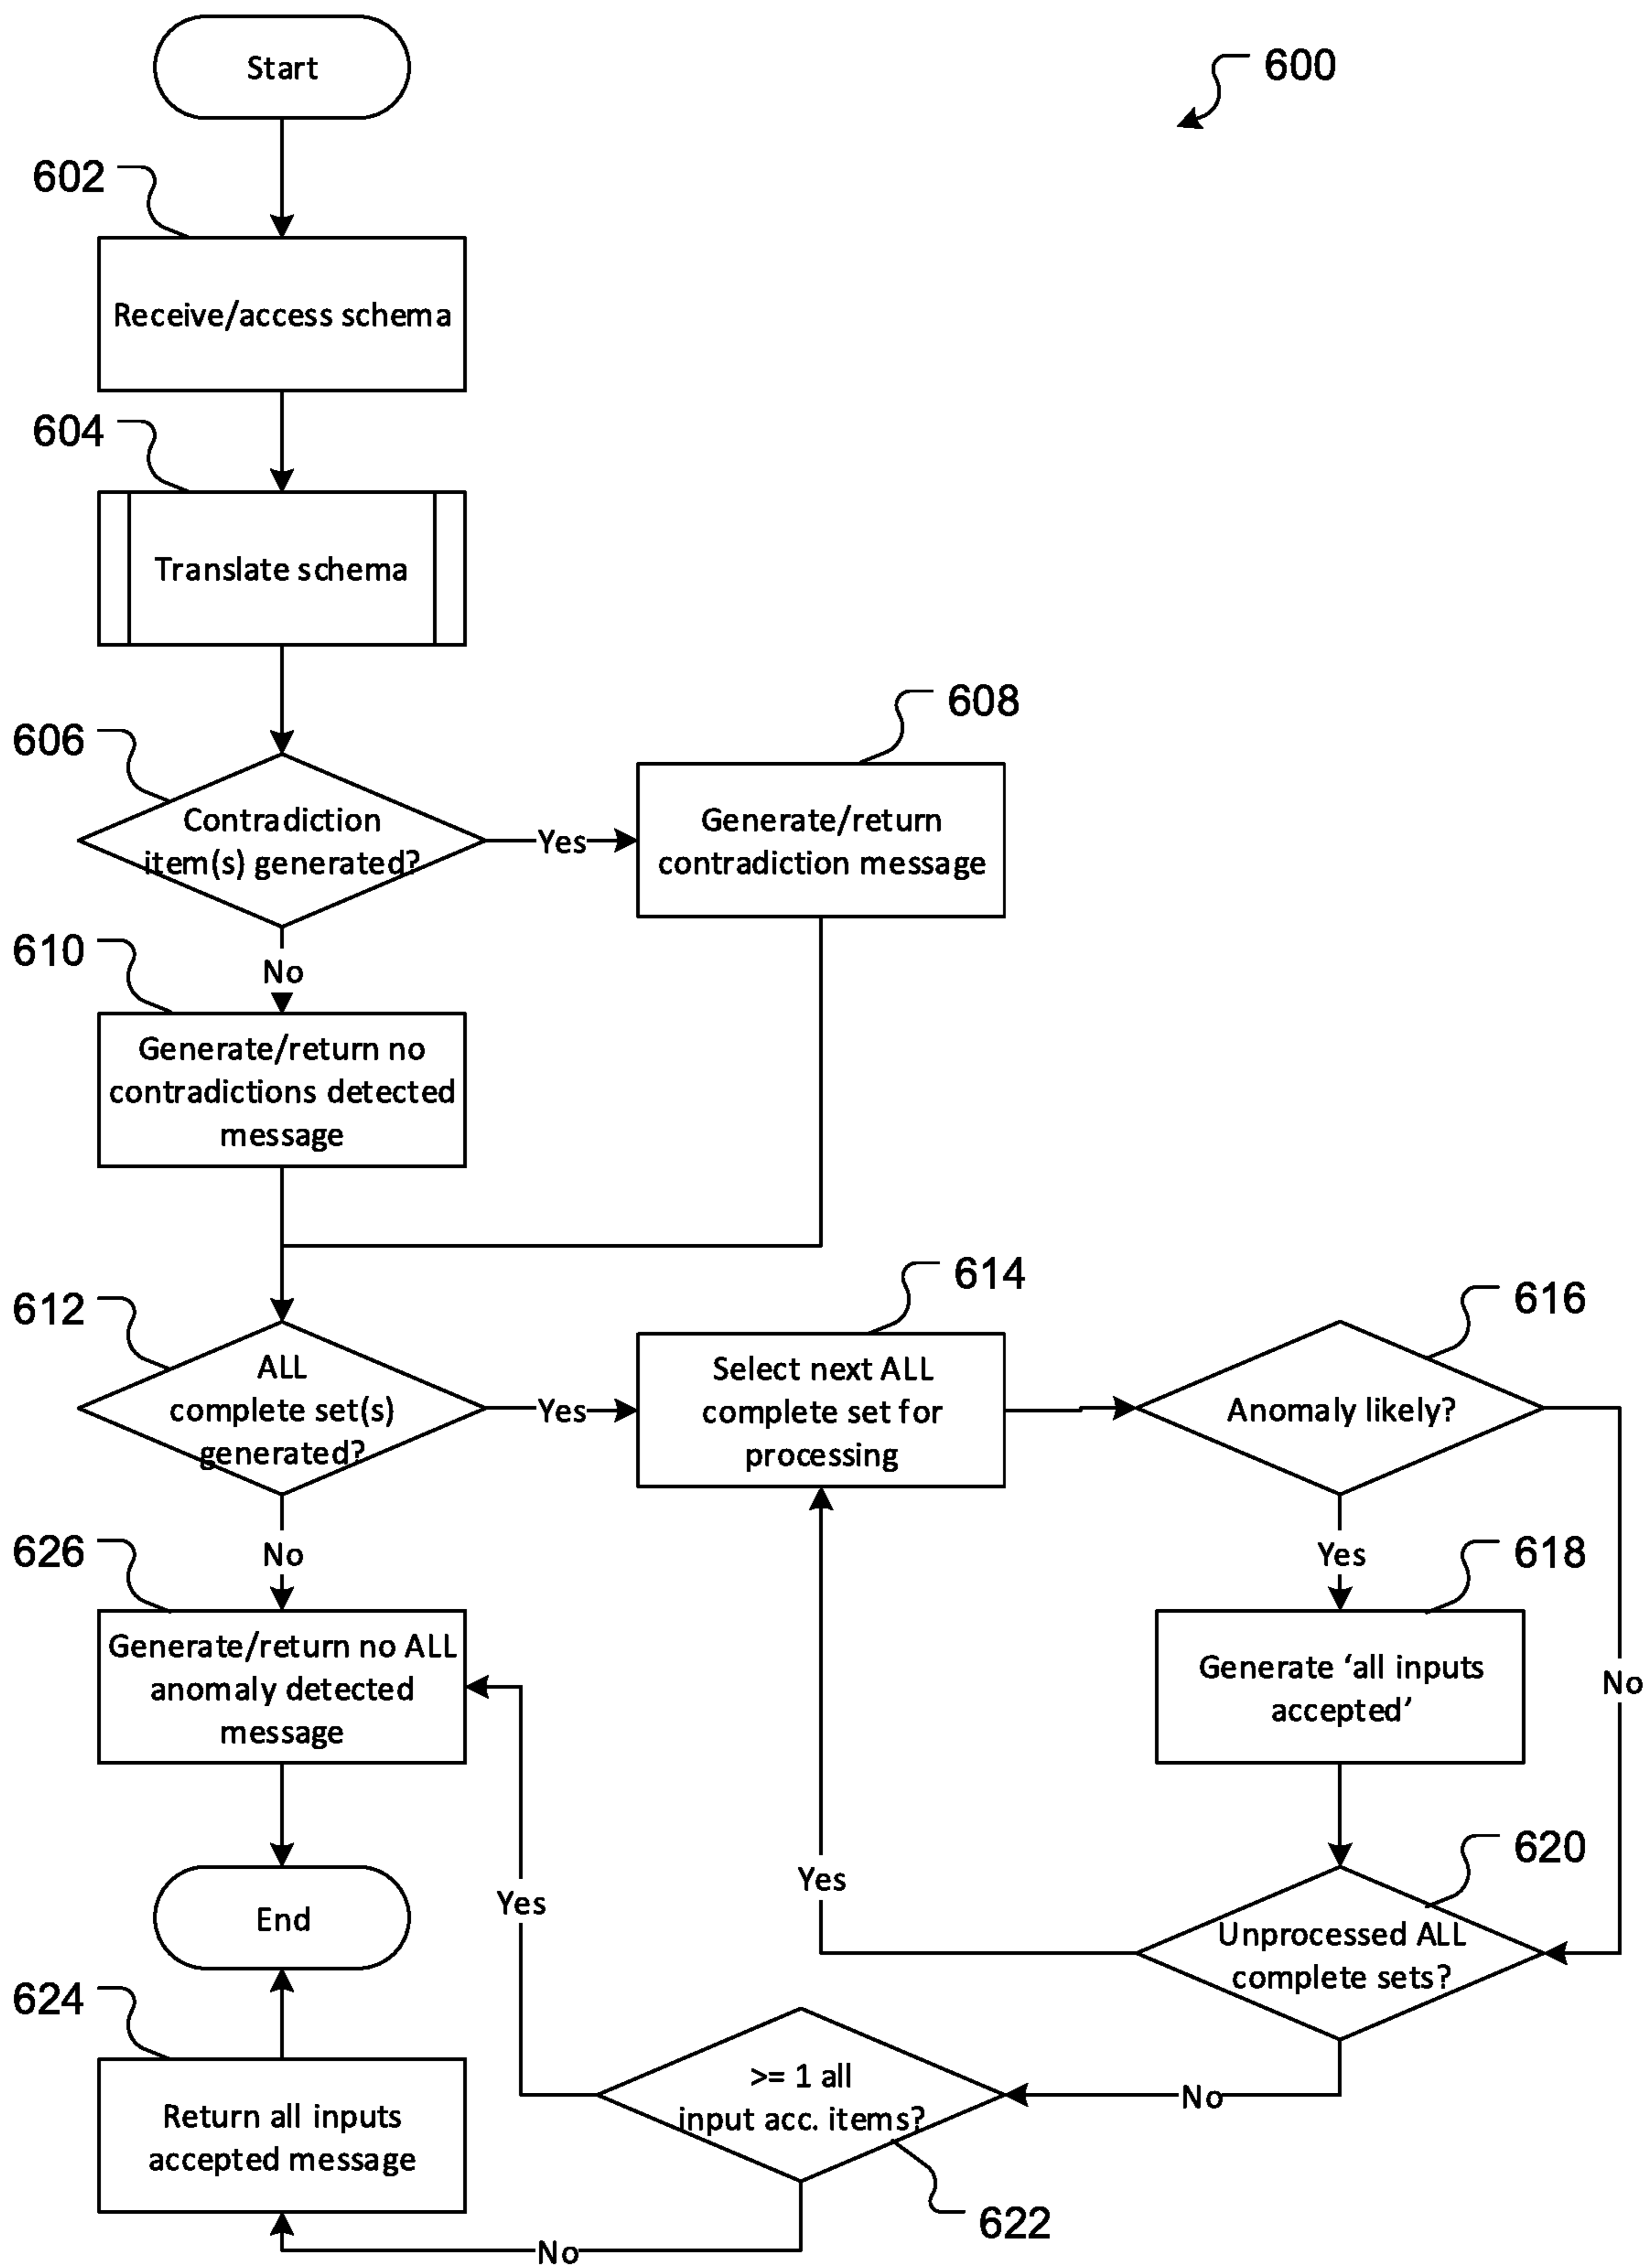 Start
600
602
Receive/access schema
604
Translate schema
606
Contradiction
item(s) generated?
Yes
608
Generate/return
contradiction message
No
610
Generate/return no
contradictions detected
message
612
ALL
complete set(s)
generated?
Yes
614
Select next ALL
complete set for
processing
616
Anomaly likely?
No
626
Generate/return no ALL
anomaly detected
message
Yes
618
Generate ‘all inputs
accepted’
No
620
Unprocessed ALL
complete sets?
Yes
Yes
End
No
624
Return all inputs
accepted message
>= 1 all
input acc. items?
622
No